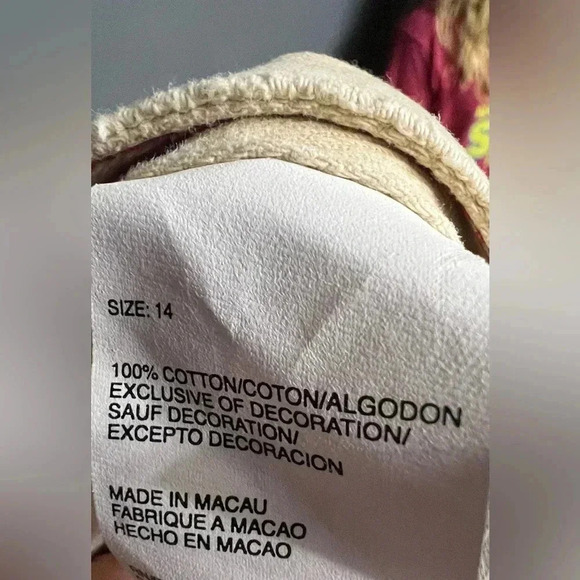 SIZE: 14
100% COTTON/COTON/ALGODON
EXCLUSIVE OF DECORATION/
SAUF DECORATION/
EXCEPTO DECORACION
MADE IN MACAU
FABRIQUE A MACAO
HECHO EN MACAO